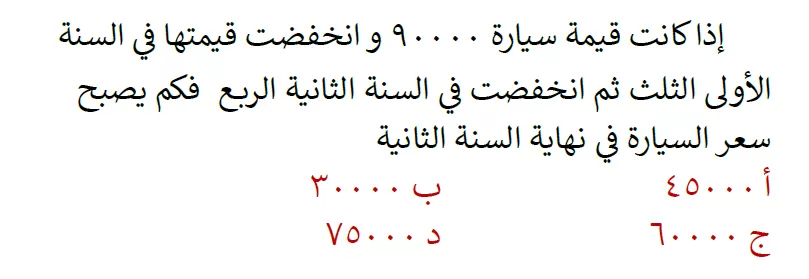 إذا كانت قيمة سيارة ٩٠٠٠٠ و انخفضت قيمتها في السنة
الأولى الثلث ثم انخفضت في السنة الثانية الربع فكم يصبح
سعر السيارة في نهاية السنة الثانية
أ ٤٥٠٠٠ ب ٣٠٠٠٠
ج ٦٠٠٠٠ د ٧٥٠٠٠